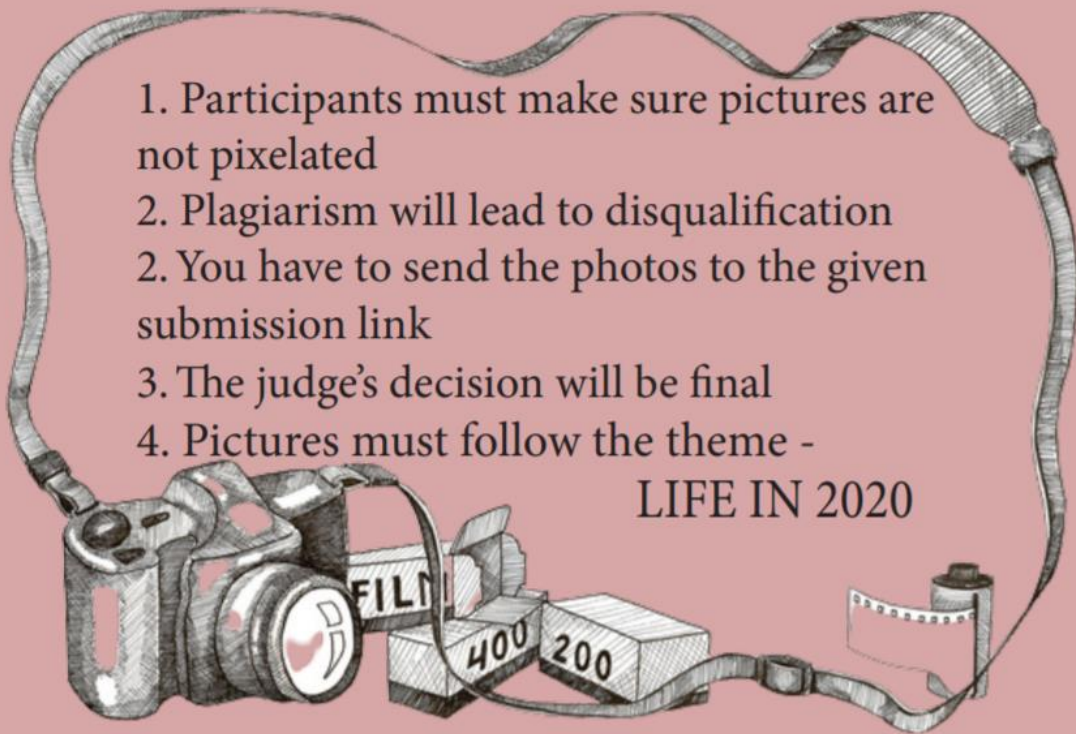 1. Participants must make sure pictures are
not pixelated
2. Plagiarism will lead to disqualification
2. You have to send the photos to the given
submission link
3. The judge’s decision will be final
4. Pictures must follow the theme -
LIFE IN 2020
FILM
400
200